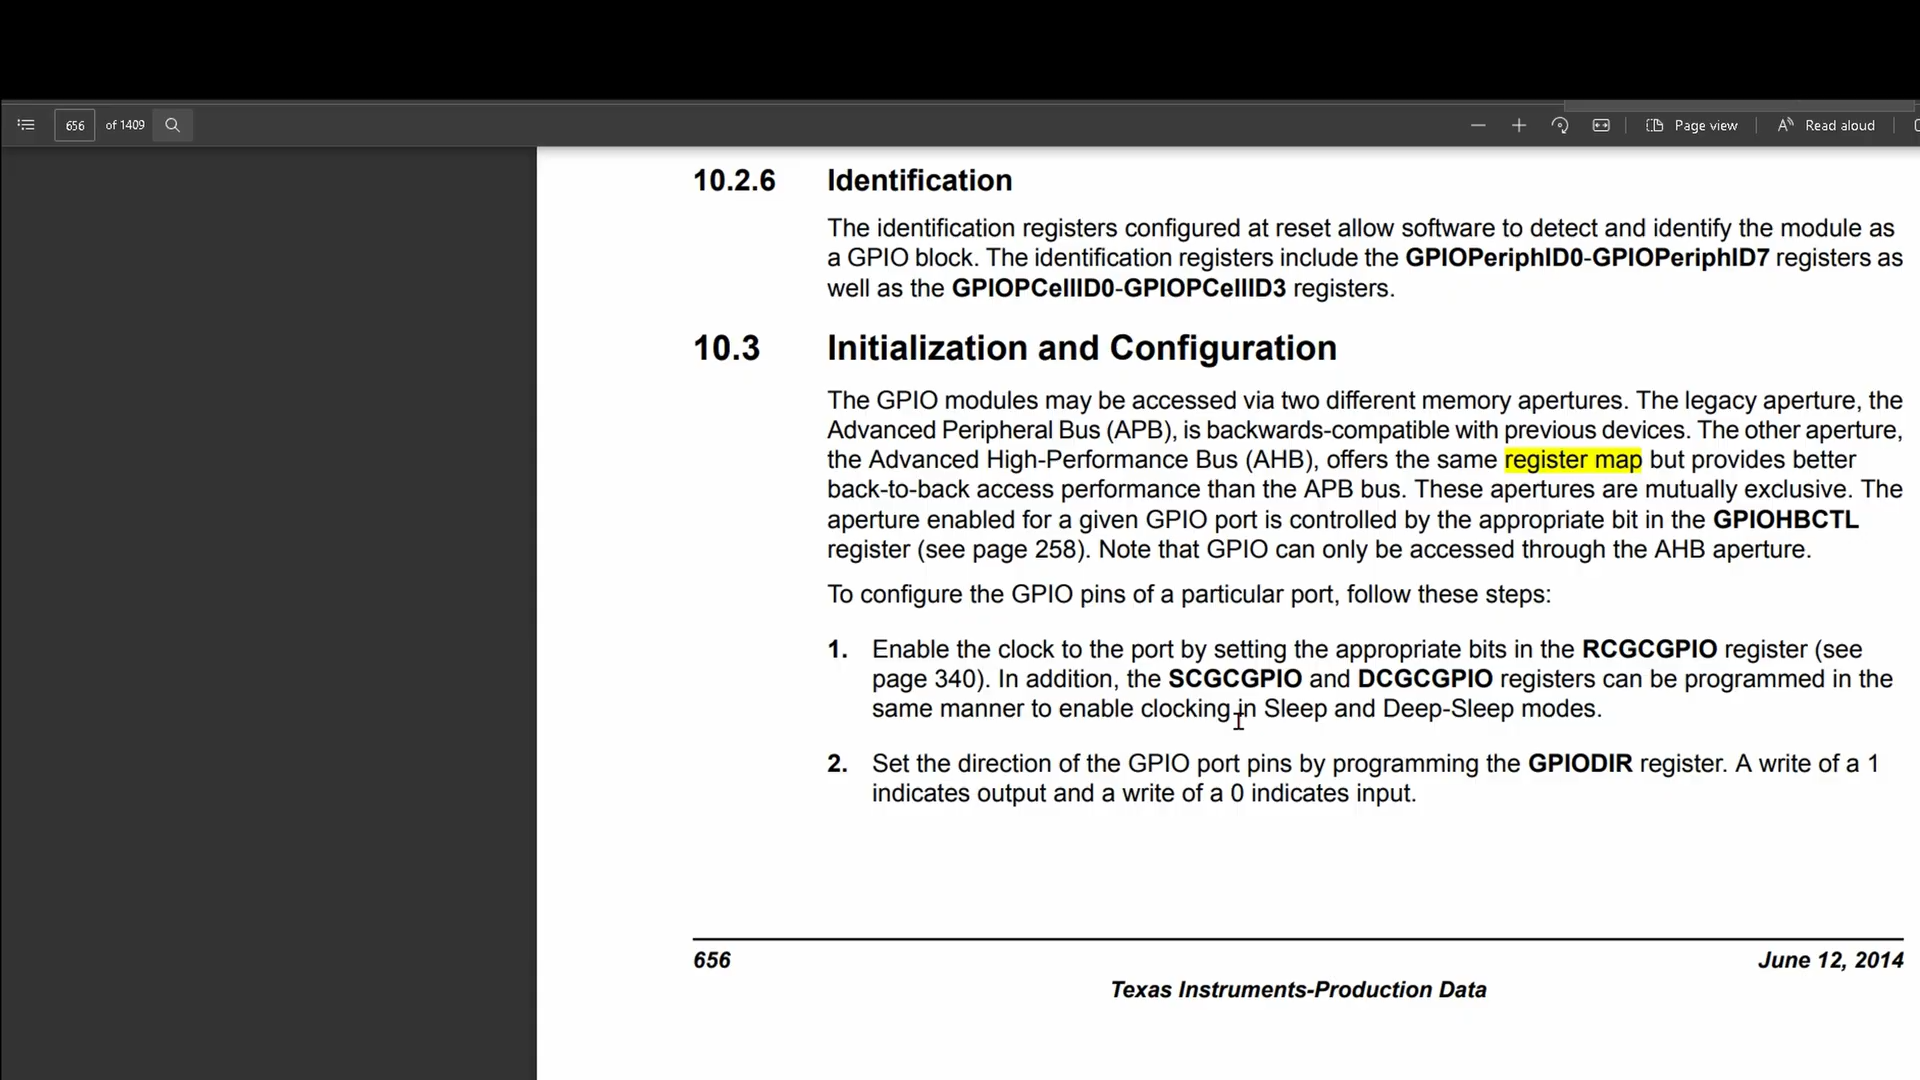 656 of 1409
Page view
Read aloud
10.2.6 Identification
The identification registers configured at reset allow software to detect and identify the module as
a GPIO block. The identification registers include the GPIOPeriphID0-GPIOPeriphID7 registers as
well as the GPIOPCellID0-GPIOPCellID3 registers.
10.3 Initialization and Configuration
The GPIO modules may be accessed via two different memory apertures. The legacy aperture, the
Advanced Peripheral Bus (APB), is backwards-compatible with previous devices. The other aperture,
the Advanced High-Performance Bus (AHB), offers the same register map but provides better
back-to-back access performance than the APB bus. These apertures are mutually exclusive. The
aperture enabled for a given GPIO port is controlled by the appropriate bit in the GPIOHBCTL
register (see page 258). Note that GPIO can only be accessed through the AHB aperture.
To configure the GPIO pins of a particular port, follow these steps:
1. Enable the clock to the port by setting the appropriate bits in the RCGCGPIO register (see
page 340). In addition, the SCGCGPIO and DCGCGPIO registers can be programmed in the
same manner to enable clocking in Sleep and Deep-Sleep modes.
2. Set the direction of the GPIO port pins by programming the GPIODIR register. A write of a 1
indicates output and a write of a 0 indicates input.
656
June 12, 2014
Texas Instruments-Production Data